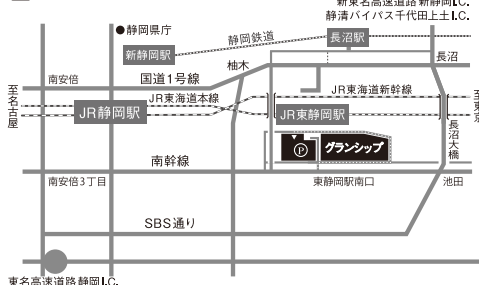 新東名高速道路 新静岡I.C.
静清バイパス千代田上土I.C.
●静岡県庁
静岡鉄道
長沼駅
新静岡駅
柚木
長沼
南安倍
国道1号線
至名古屋
JR東海道本線
JR東海道新幹線
至東京
JR静岡駅
JR東静岡駅
長沼大橋
P
グランシップ
南幹線
南安倍3丁目
東静岡駅南口
池田
SBS通り
東名高速道路 静岡I.C.